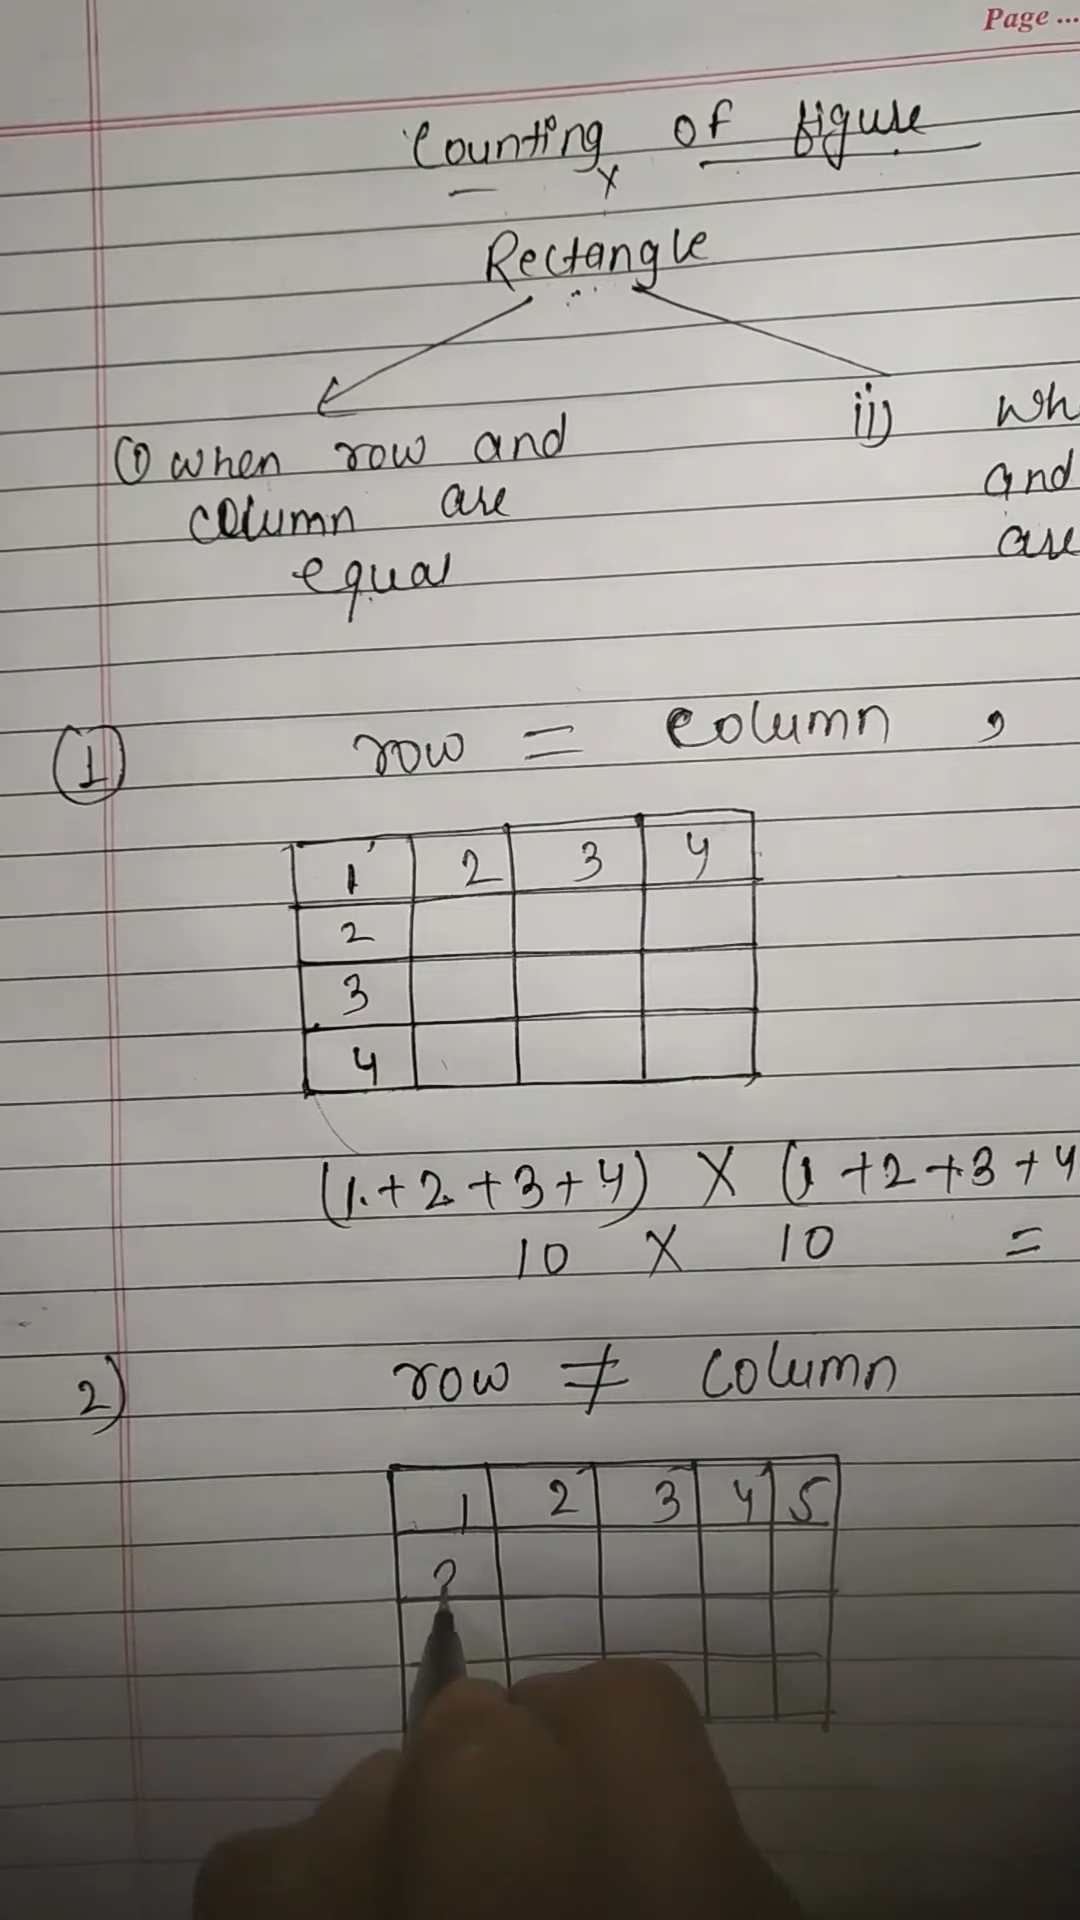 Page ...
Counting of figure
Rectangle
(1) when row and
column are
equal
ii) wh
and
are
(1) row = column ,
1 2 3 4
2
3
4
(1+2+3+4) X (1+2+3+4
10 X 10 =
2) row ≠ column
1 2 3 4 5
2